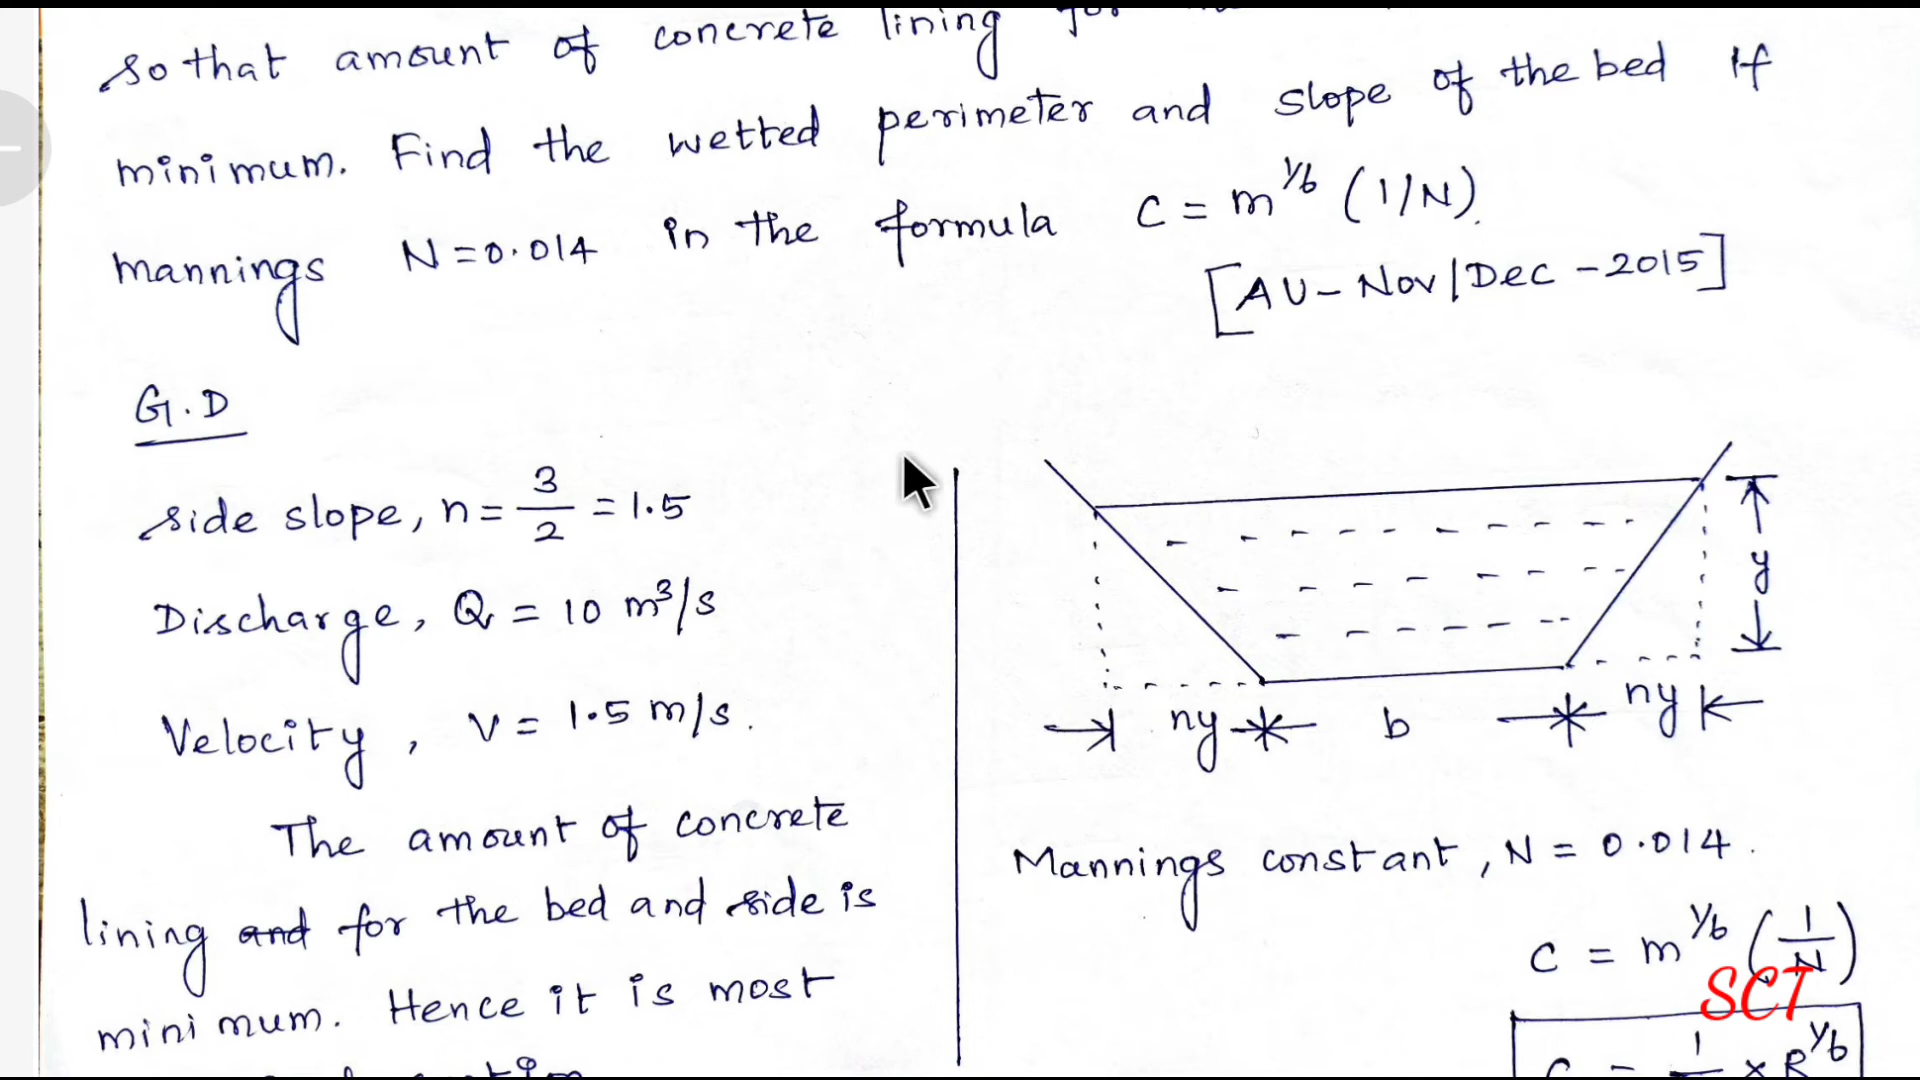 so that amount of concrete lining for
minimum. Find the wetted perimeter and slope of the bed if
mannings N=0.014 in the formula C = m^1/6 (1/N).
[AU- Nov/Dec -2015]
G.D
side slope, n = 3/2 = 1.5
Discharge, Q = 10 m³/s
Velocity, V = 1.5 m/s.
The amount of concrete
lining and for the bed and side is
minimum. Hence it is most
y
ny b ny
Mannings constant, N = 0.014.
C = m^1/6 (1/N)
SCT